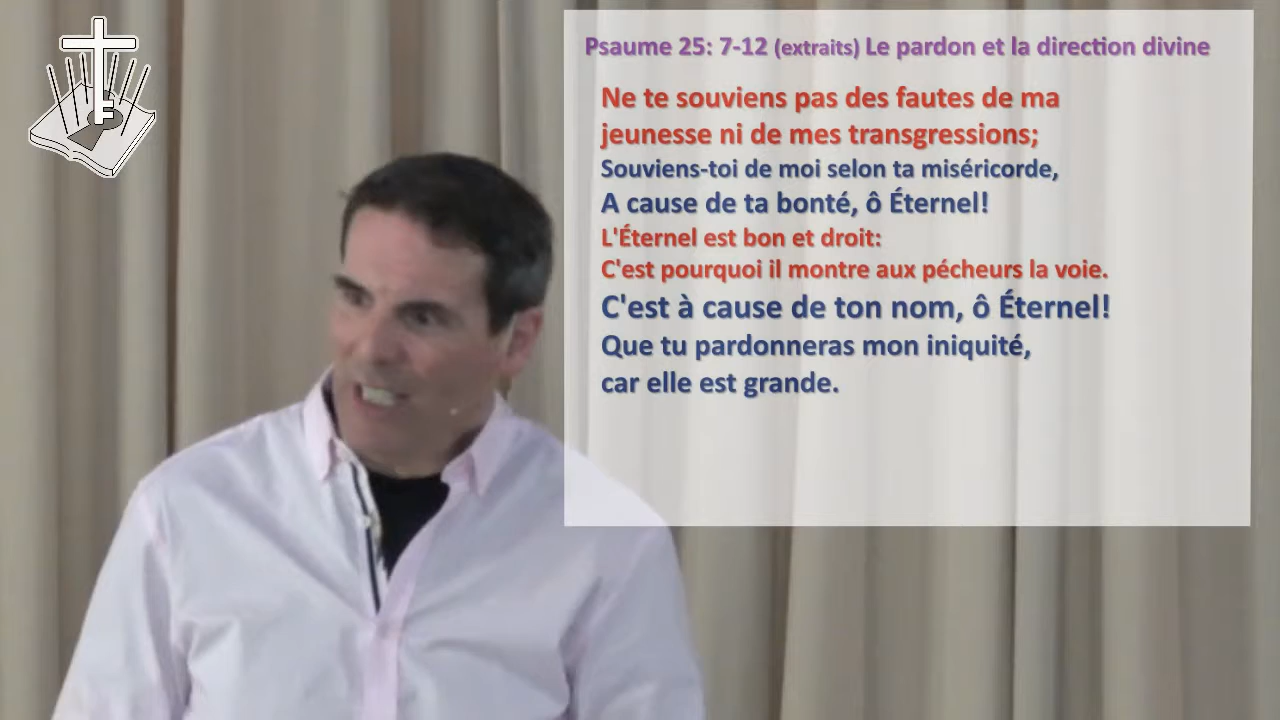 Psaume 25: 7-12 (extraits) Le pardon et la direction divine
Ne te souviens pas des fautes de ma
jeunesse ni de mes transgressions;
Souviens-toi de moi selon ta miséricorde,
A cause de ta bonté, ô Éternel!
L'Éternel est bon et droit:
C'est pourquoi il montre aux pécheurs la voie.
C'est à cause de ton nom, ô Éternel!
Que tu pardonneras mon iniquité,
car elle est grande.